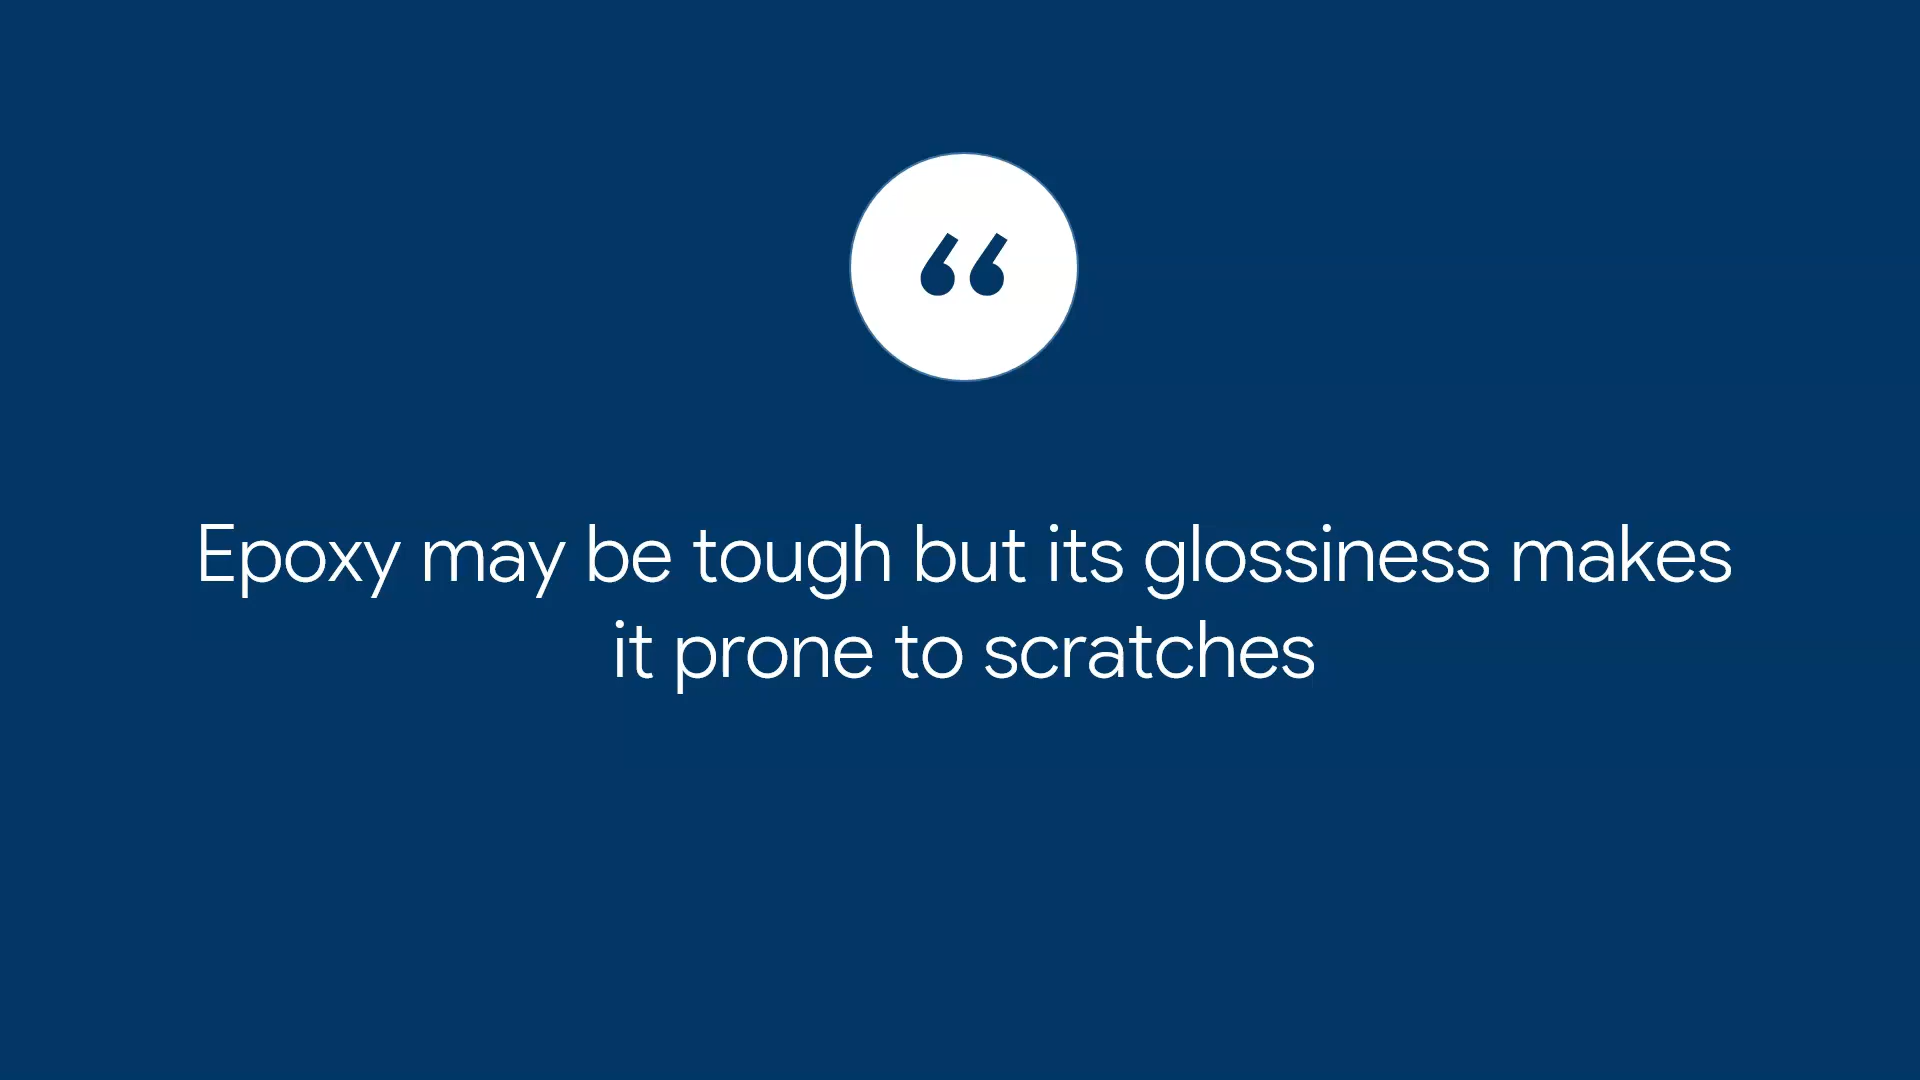 “
Epoxy may be tough but its glossiness makes
it prone to scratches